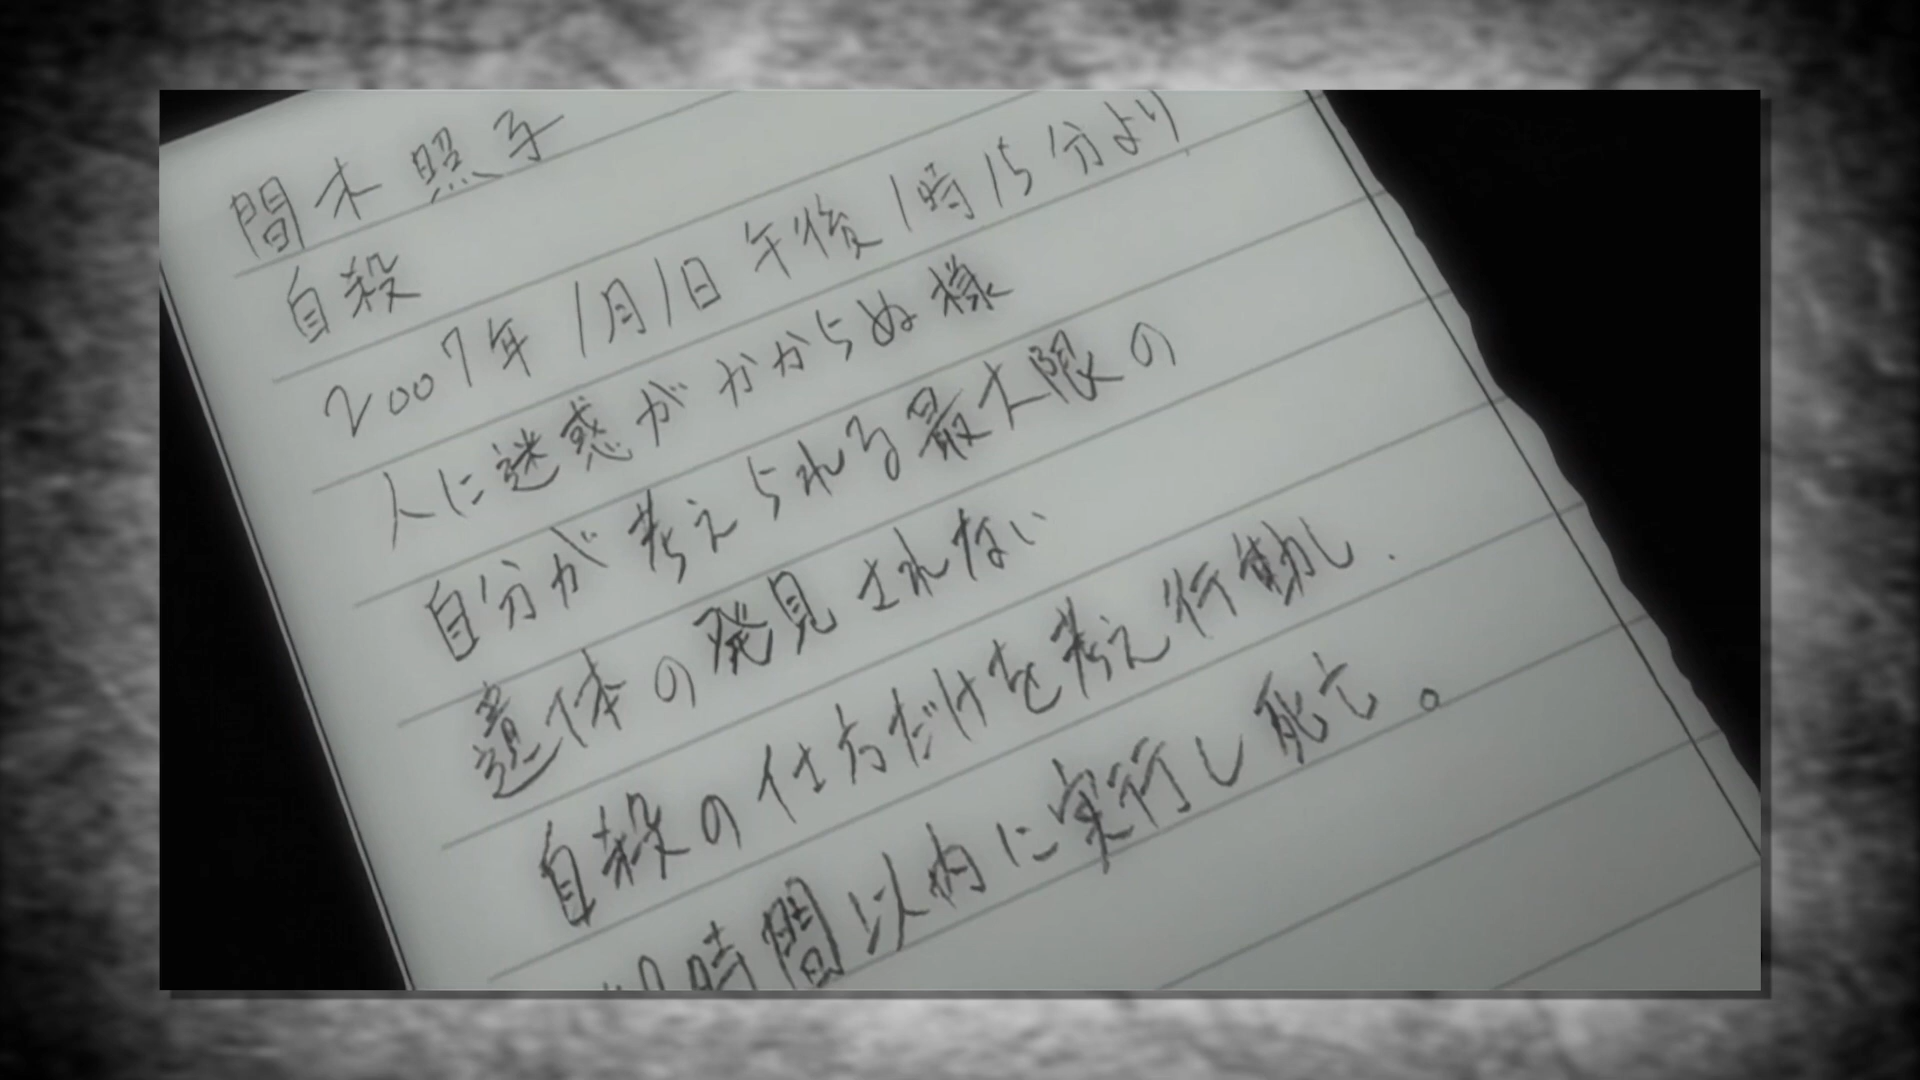 間木照子
自殺
2007年1月1日 午後1時15分より
人に迷惑がかからぬ様
自分が考えられる最大限の
遺体の発見されない
自殺の仕方だけを考え行動し.
時間以内に実行し死亡。